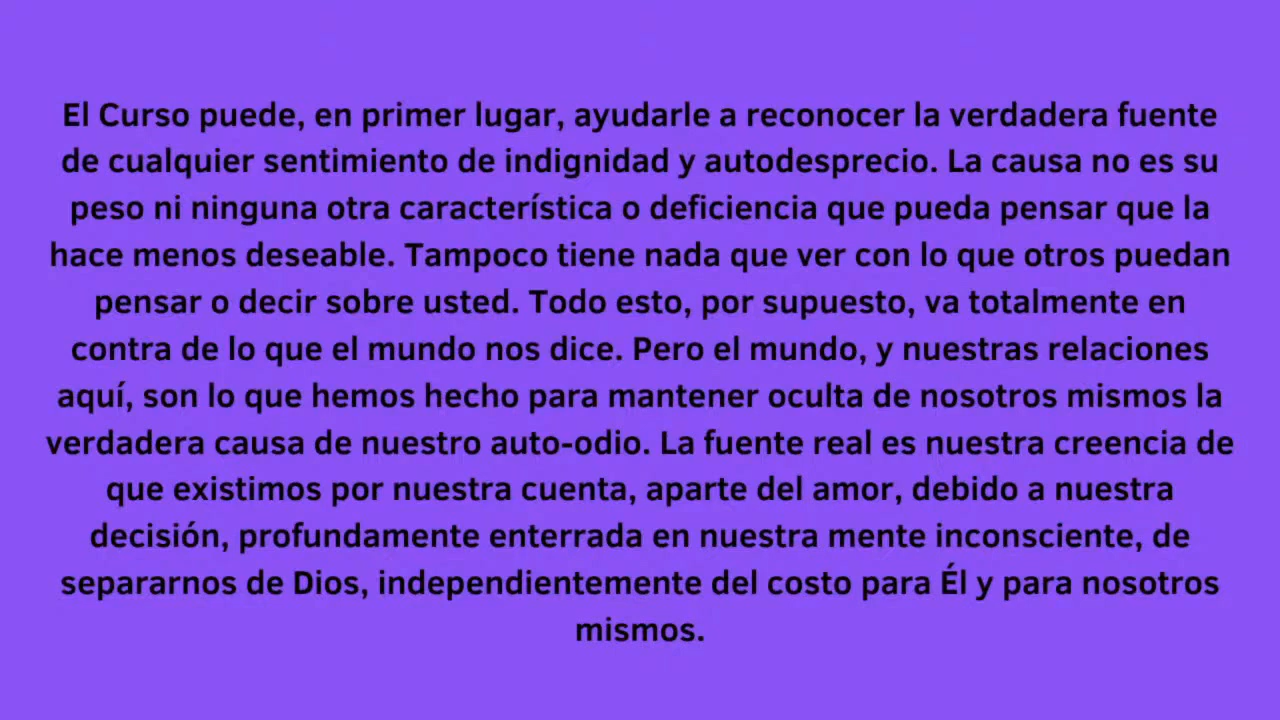 El Curso puede, en primer lugar, ayudarle a reconocer la verdadera fuente
de cualquier sentimiento de indignidad y autodesprecio. La causa no es su
peso ni ninguna otra característica o deficiencia que pueda pensar que la
hace menos deseable. Tampoco tiene nada que ver con lo que otros puedan
pensar o decir sobre usted. Todo esto, por supuesto, va totalmente en
contra de lo que el mundo nos dice. Pero el mundo, y nuestras relaciones
aquí, son lo que hemos hecho para mantener oculta de nosotros mismos la
verdadera causa de nuestro auto-odio. La fuente real es nuestra creencia de
que existimos por nuestra cuenta, aparte del amor, debido a nuestra
decisión, profundamente enterrada en nuestra mente inconsciente, de
separarnos de Dios, independientemente del costo para Él y para nosotros
mismos.